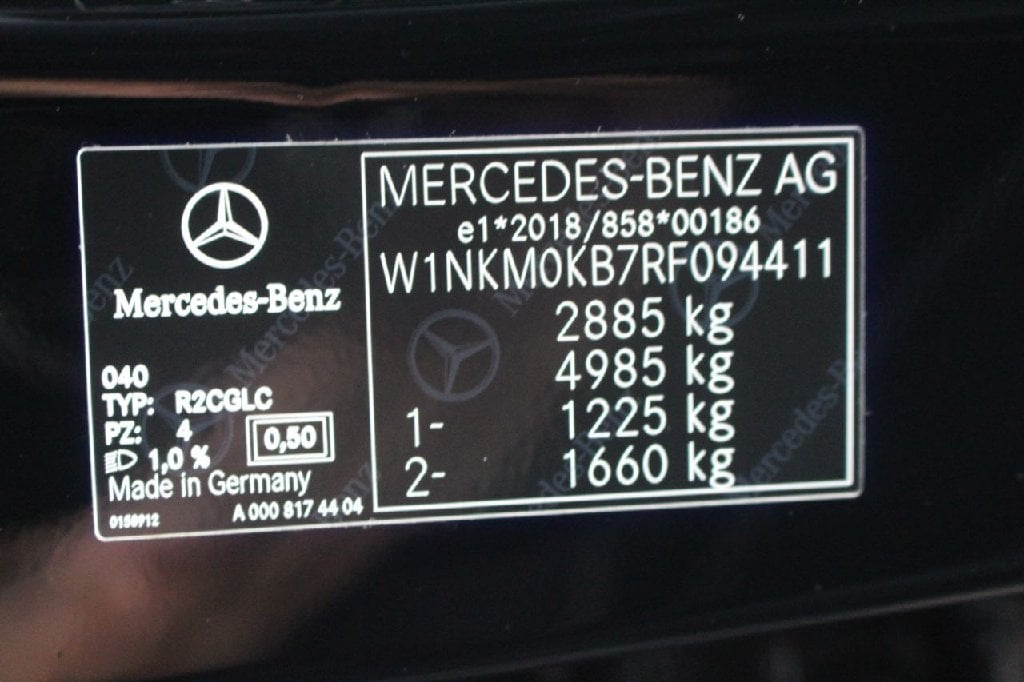 Mercedes-Benz
040
TYP: R2CGLC
PZ: 4
0,50
1,0 %
Made in Germany
0150912
A 000 817 44 04
MERCEDES-BENZ AG
e1*2018/858*00186
W1NKM0KB7RF094411
2885 kg
4985 kg
1- 1225 kg
2- 1660 kg